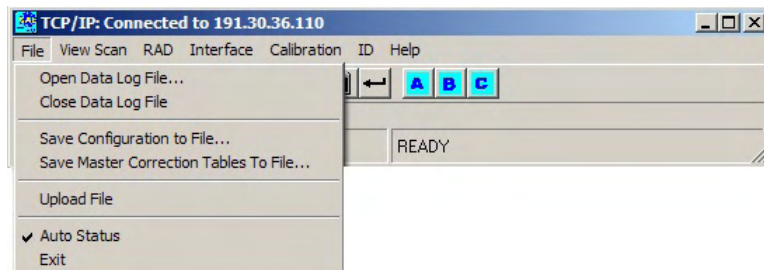 TCP/IP: Connected to 191.30.36.110
File View Scan RAD Interface Calibration ID Help
A B C
Open Data Log File...
Close Data Log File
Save Configuration to File...
Save Master Correction Tables To File...
READY
Upload File
Auto Status
Exit